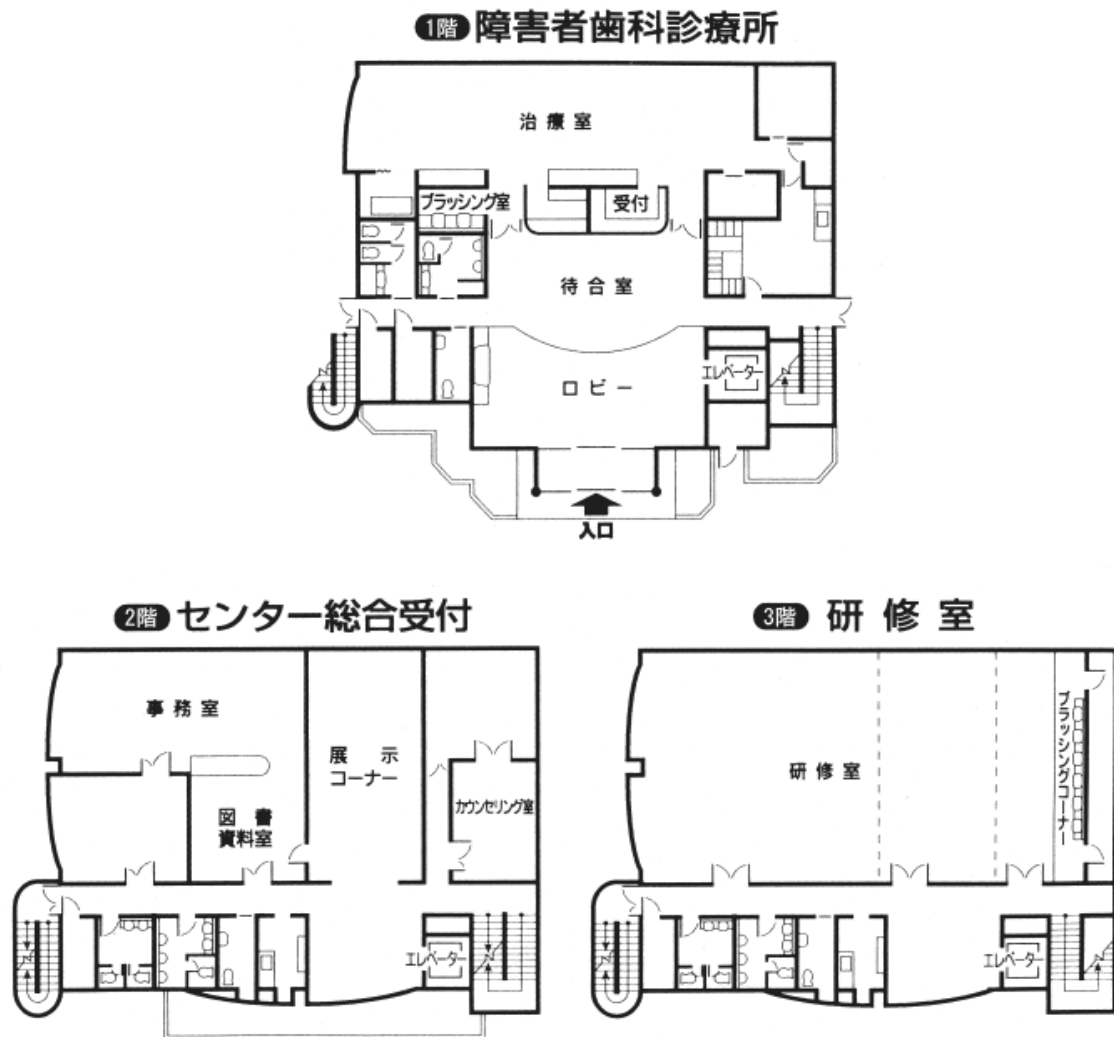 1階 障害者歯科診療所
治療室
ブラッシング室
受付
待合室
エレベーター
ロビー
入口
2階 センター総合受付
事務室
展示
コーナー
カウンセリング室
図書
資料室
エレベーター
3階 研修室
研修室
ブラッシングコーナー
エレベーター